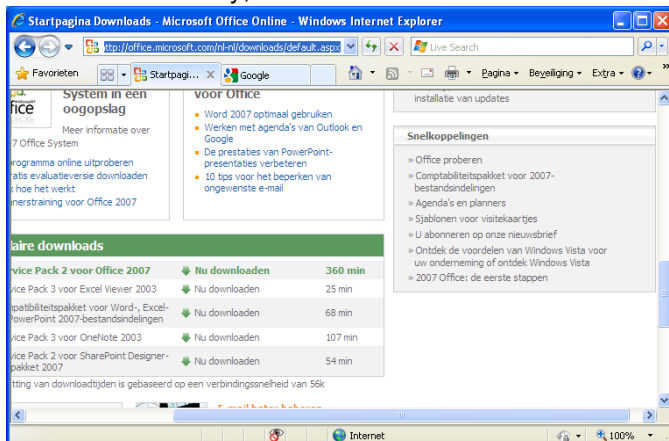 Startpagina Downloads - Microsoft Office Online - Windows Internet Explorer
ttp://office.microsoft.com/nl-nl/downloads/default.aspx
Live Search
Favorieten
Startpagi...
Google
Pagina
Beveiliging
Extra
System in een
oogopslag
Meer informatie over
7 Office System
rogramma online uitproberen
ratis evaluatieversie downloaden
hoe het werkt
nerstraining voor Office 2007
voor Office
Word 2007 optimaal gebruiken
Werken met agenda's van Outlook en
Google
De prestaties van PowerPoint-
presentaties verbeteren
10 tips voor het beperken van
ongewenste e-mail
installatie van updates
Snelkoppelingen
» Office proberen
» Comptabiliteitspakket voor 2007-
bestandsindelingen
» Agenda's en planners
» Sjablonen voor visitekaartjes
» U abonneren op onze nieuwsbrief
» Ontdek de voordelen van Windows Vista voor
uw onderneming of ontdek Windows Vista
» 2007 Office: de eerste stappen
laire downloads
rvice Pack 2 voor Office 2007 Nu downloaden 360 min
vice Pack 3 voor Excel Viewer 2003 Nu downloaden 25 min
mpatibiliteitspakket voor Word-, Excel-
PowerPoint 2007-bestandsindelingen Nu downloaden 68 min
vice Pack 3 voor OneNote 2003 Nu downloaden 107 min
vice Pack 2 voor SharePoint Designer-
pakket 2007 Nu downloaden 54 min
tting van downloadtijden is gebaseerd op een verbindingssnelheid van 56k
Internet
100%